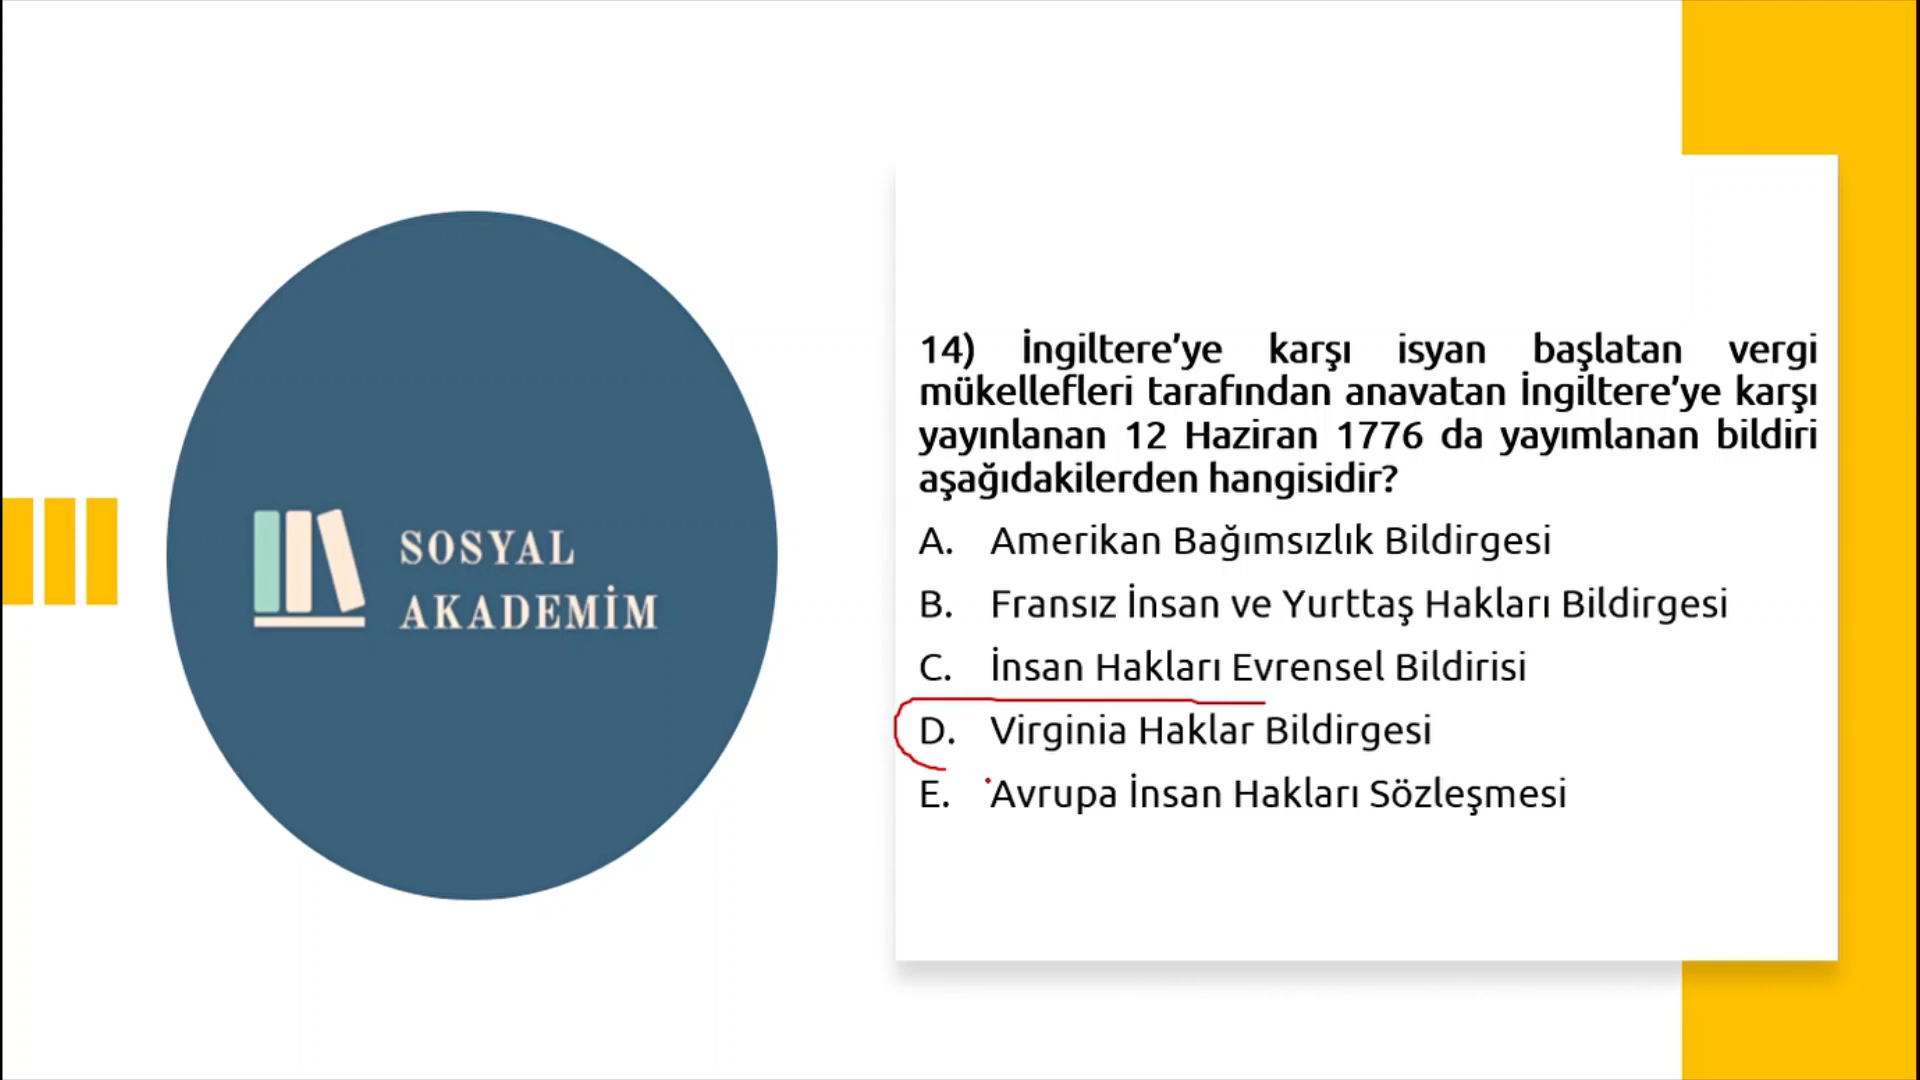 SOSYAL
AKADEMİM
14) İngiltere’ye karşı isyan başlatan vergi
mükellefleri tarafından anavatan İngiltere’ye karşı
yayınlanan 12 Haziran 1776 da yayımlanan bildiri
aşağıdakilerden hangisidir?
A. Amerikan Bağımsızlık Bildirgesi
B. Fransız İnsan ve Yurttaş Hakları Bildirgesi
C. İnsan Hakları Evrensel Bildirisi
D. Virginia Haklar Bildirgesi
E. Avrupa İnsan Hakları Sözleşmesi